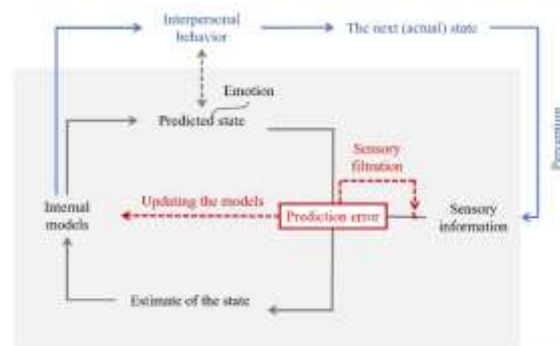 Interpersonal
behavior
The next (actual) state
Emotion
Predicted state
Sensory
filtration
Perception
Updating the models
Internal
models
Prediction error
Sensory
information
Estimate of the state